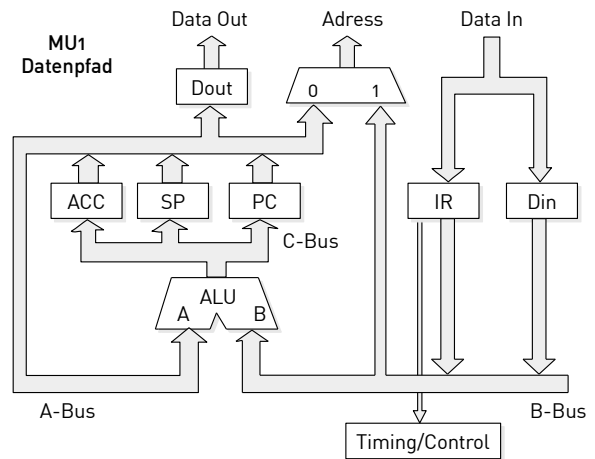 MU1
Datenpfad
Data Out
Adress
Data In
Dout
0 1
ACC
SP
PC
IR
Din
C-Bus
ALU
A B
A-Bus
B-Bus
Timing/Control